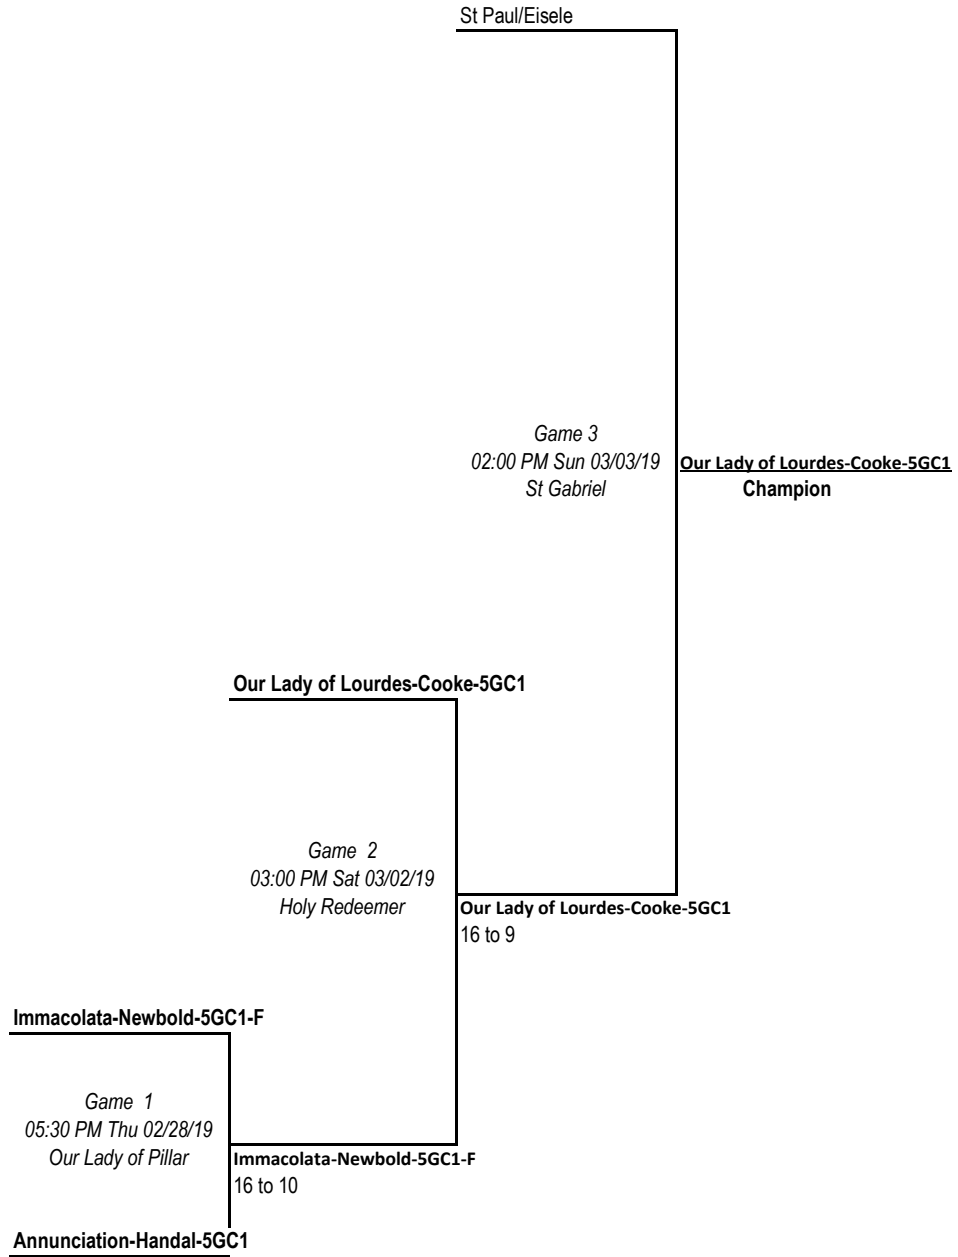 St Paul/Eisele
Game 3
02:00 PM Sun 03/03/19
St Gabriel
Our Lady of Lourdes-Cooke-5GC1
Champion
Our Lady of Lourdes-Cooke-5GC1
Game 2
03:00 PM Sat 03/02/19
Holy Redeemer
Our Lady of Lourdes-Cooke-5GC1
16 to 9
Immacolata-Newbold-5GC1-F
Game 1
05:30 PM Thu 02/28/19
Our Lady of Pillar
Immacolata-Newbold-5GC1-F
16 to 10
Annunciation-Handal-5GC1